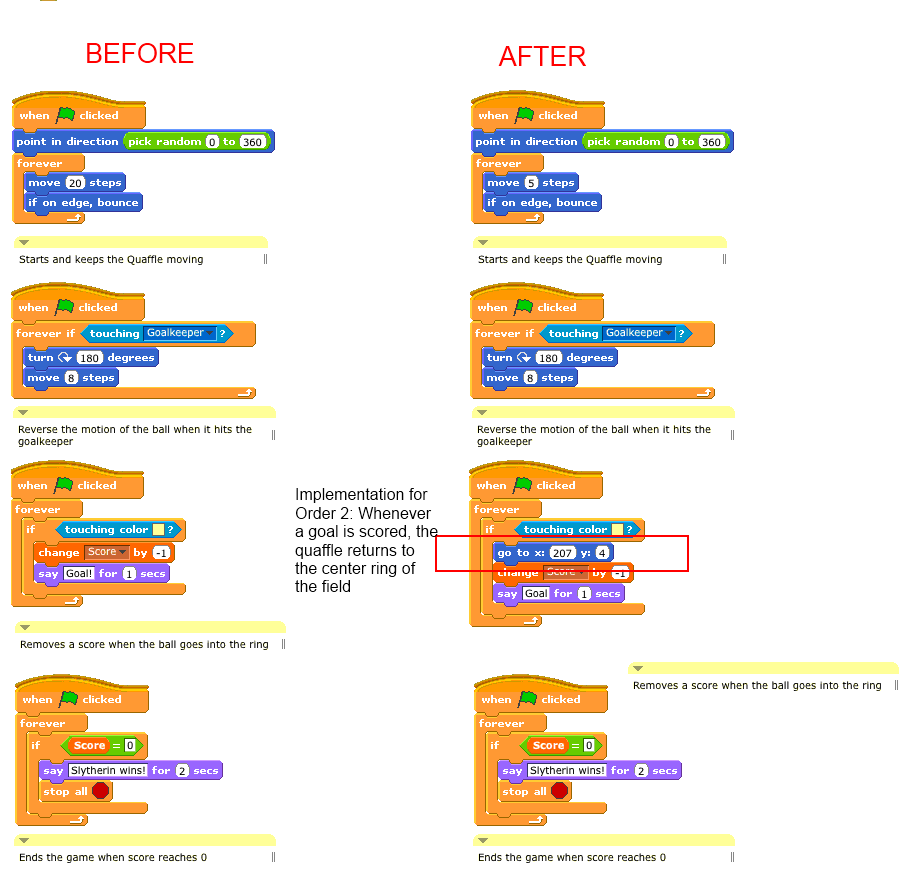 BEFORE
when clicked
point in direction pick random 0 to 360
forever
move 20 steps
if on edge, bounce
Starts and keeps the Quaffle moving
when clicked
forever if touching Goalkeeper ?
turn 180 degrees
move 8 steps
Reverse the motion of the ball when it hits the
goalkeeper
when clicked
forever
if touching color ?
change Score by -1
say Goal! for 1 secs
Removes a score when the ball goes into the ring
when clicked
forever
if Score = 0
say Slytherin wins! for 2 secs
stop all
Ends the game when score reaches 0
Implementation for
Order 2: Whenever
a goal is scored, the
quaffle returns to
the center ring of
the field
AFTER
when clicked
point in direction pick random 0 to 360
forever
move 5 steps
if on edge, bounce
Starts and keeps the Quaffle moving
when clicked
forever if touching Goalkeeper ?
turn 180 degrees
move 8 steps
Reverse the motion of the ball when it hits the
goalkeeper
when clicked
forever
if touching color ?
go to x: 207 y: 4
change Score by -1
say Goal for 1 secs
Removes a score when the ball goes into the ring
when clicked
forever
if Score = 0
say Slytherin wins! for 2 secs
stop all
Ends the game when score reaches 0